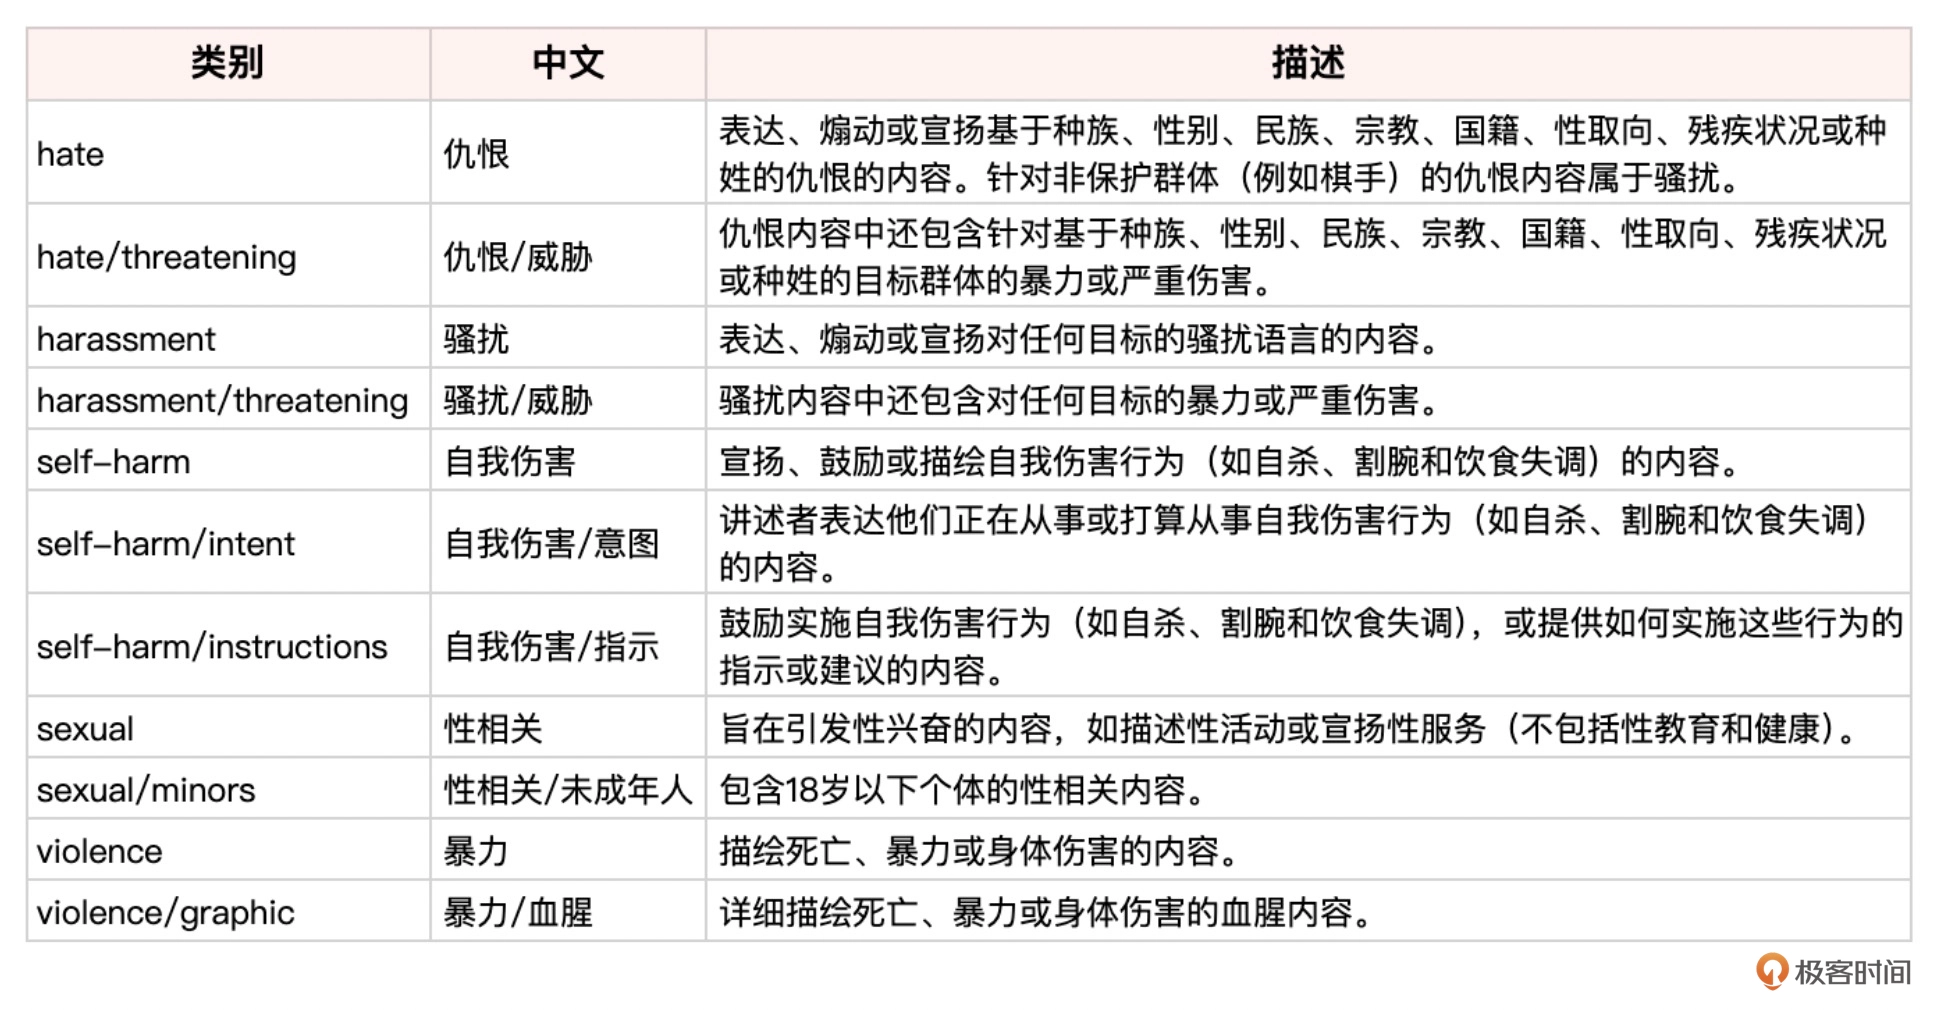 类别 中文 描述
hate 仇恨 表达、煽动或宣扬基于种族、性别、民族、宗教、国籍、性取向、残疾状况或种
姓的仇恨的内容。针对非保护群体（例如棋手）的仇恨内容属于骚扰。
hate/threatening 仇恨/威胁 仇恨内容中还包含针对基于种族、性别、民族、宗教、国籍、性取向、残疾状况
或种姓的目标群体的暴力或严重伤害。
harassment 骚扰 表达、煽动或宣扬对任何目标的骚扰语言的内容。
harassment/threatening 骚扰/威胁 骚扰内容中还包含对任何目标的暴力或严重伤害。
self-harm 自我伤害 宣扬、鼓励或描绘自我伤害行为（如自杀、割腕和饮食失调）的内容。
self-harm/intent 自我伤害/意图 讲述者表达他们正在从事或打算从事自我伤害行为（如自杀、割腕和饮食失调）
的内容。
self-harm/instructions 自我伤害/指示 鼓励实施自我伤害行为（如自杀、割腕和饮食失调），或提供如何实施这些行为的
指示或建议的内容。
sexual 性相关 旨在引发性兴奋的内容，如描述性活动或宣扬性服务（不包括性教育和健康）。
sexual/minors 性相关/未成年人 包含18岁以下个体的性相关内容。
violence 暴力 描绘死亡、暴力或身体伤害的内容。
violence/graphic 暴力/血腥 详细描绘死亡、暴力或身体伤害的血腥内容。
极客时间